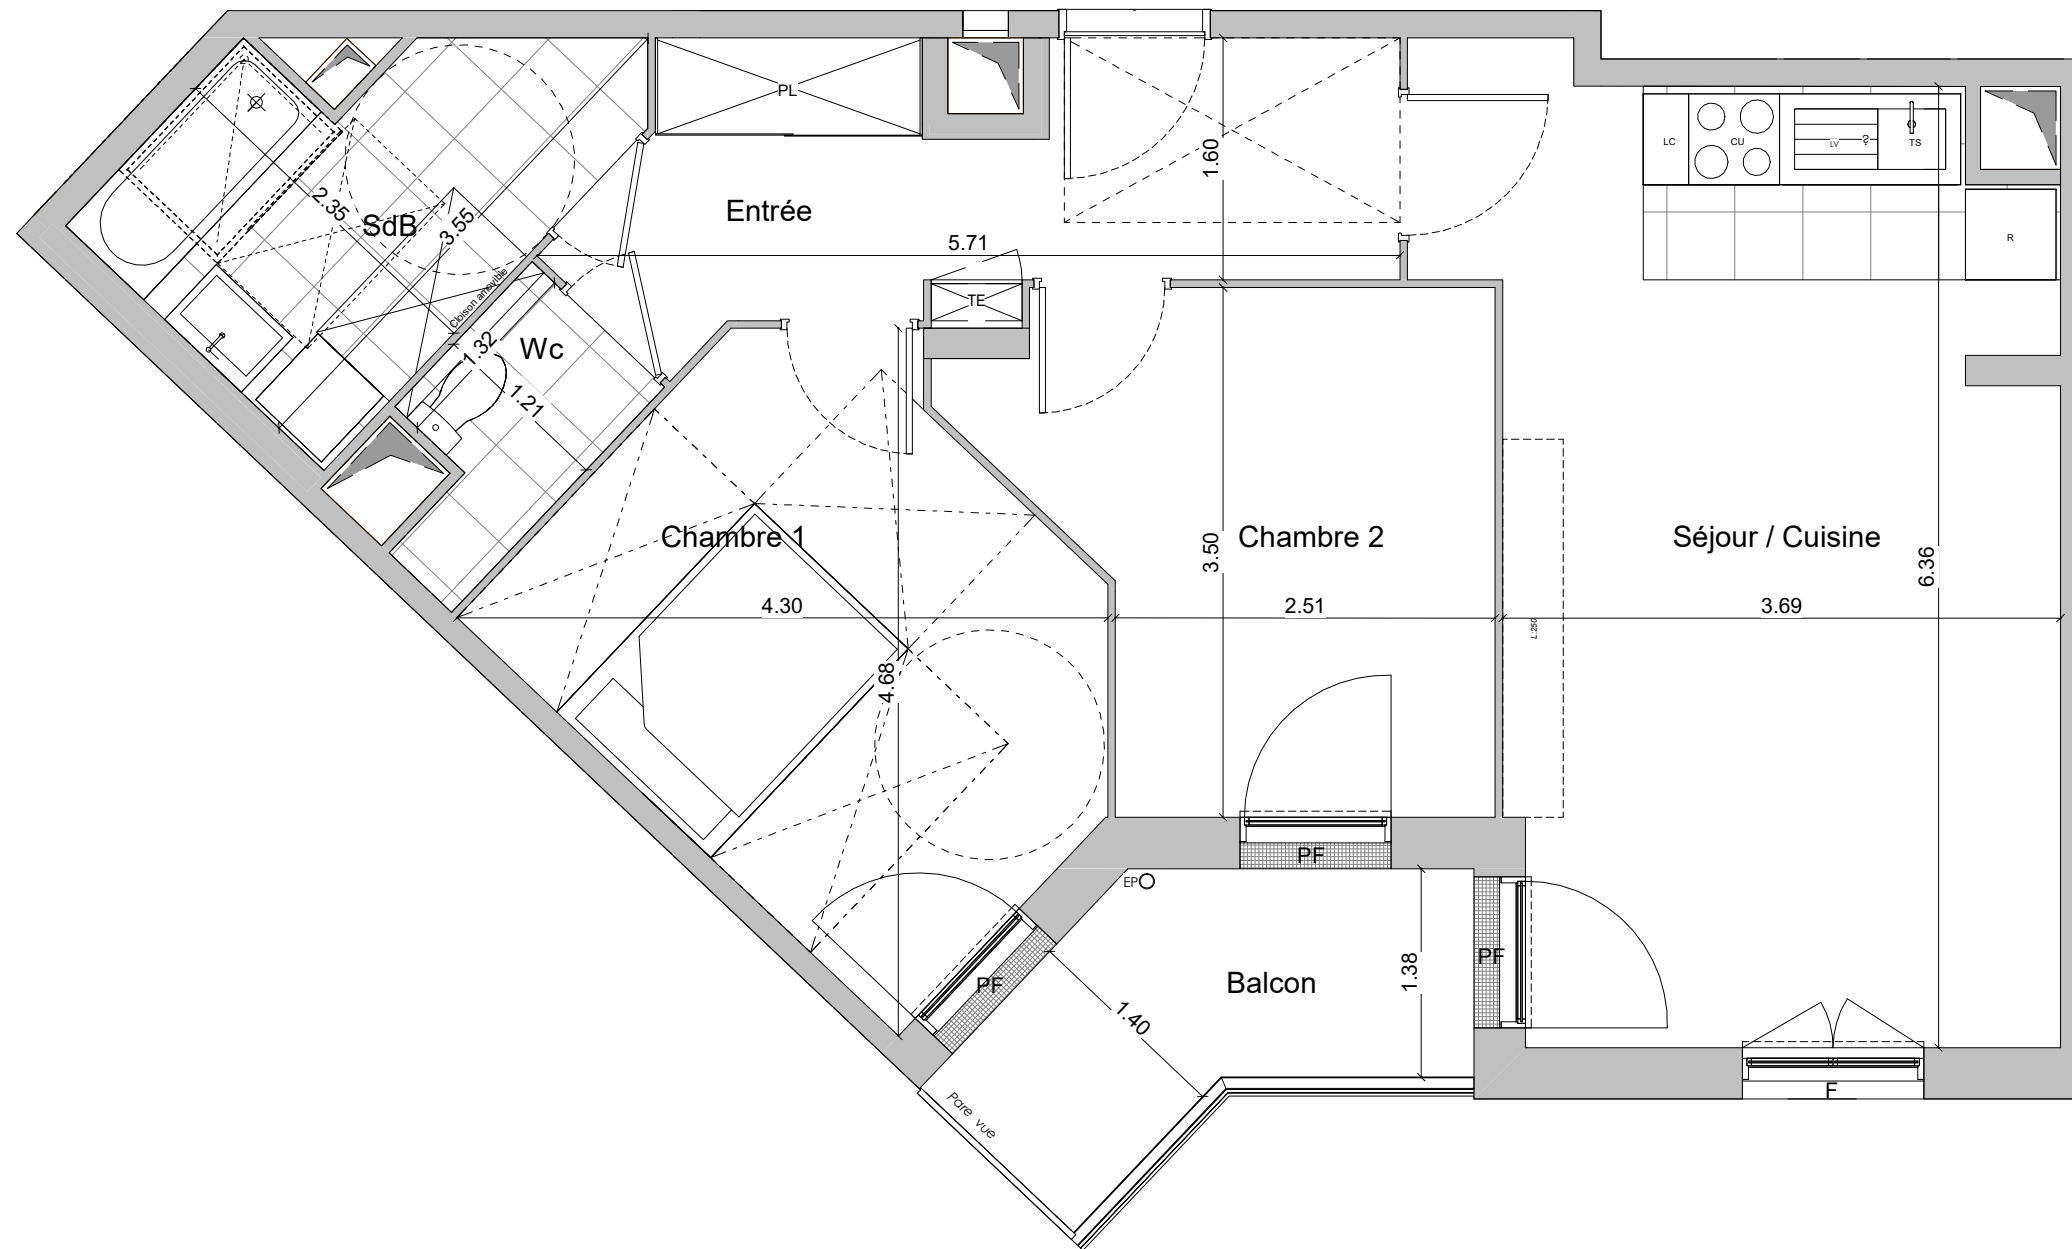 PL
LC
CU
LV
TS
R
1.60
Entrée
2.35
SdB
3.55
5.71
Cloison amovible
TE
1.32
Wc
1.21
Chambre 1
3.50
Chambre 2
Séjour / Cuisine
6.36
4.30
2.51
3.69
L:250
4.68
PF
EP
PF
PF
Balcon
1.38
1.40
F
Pare vue